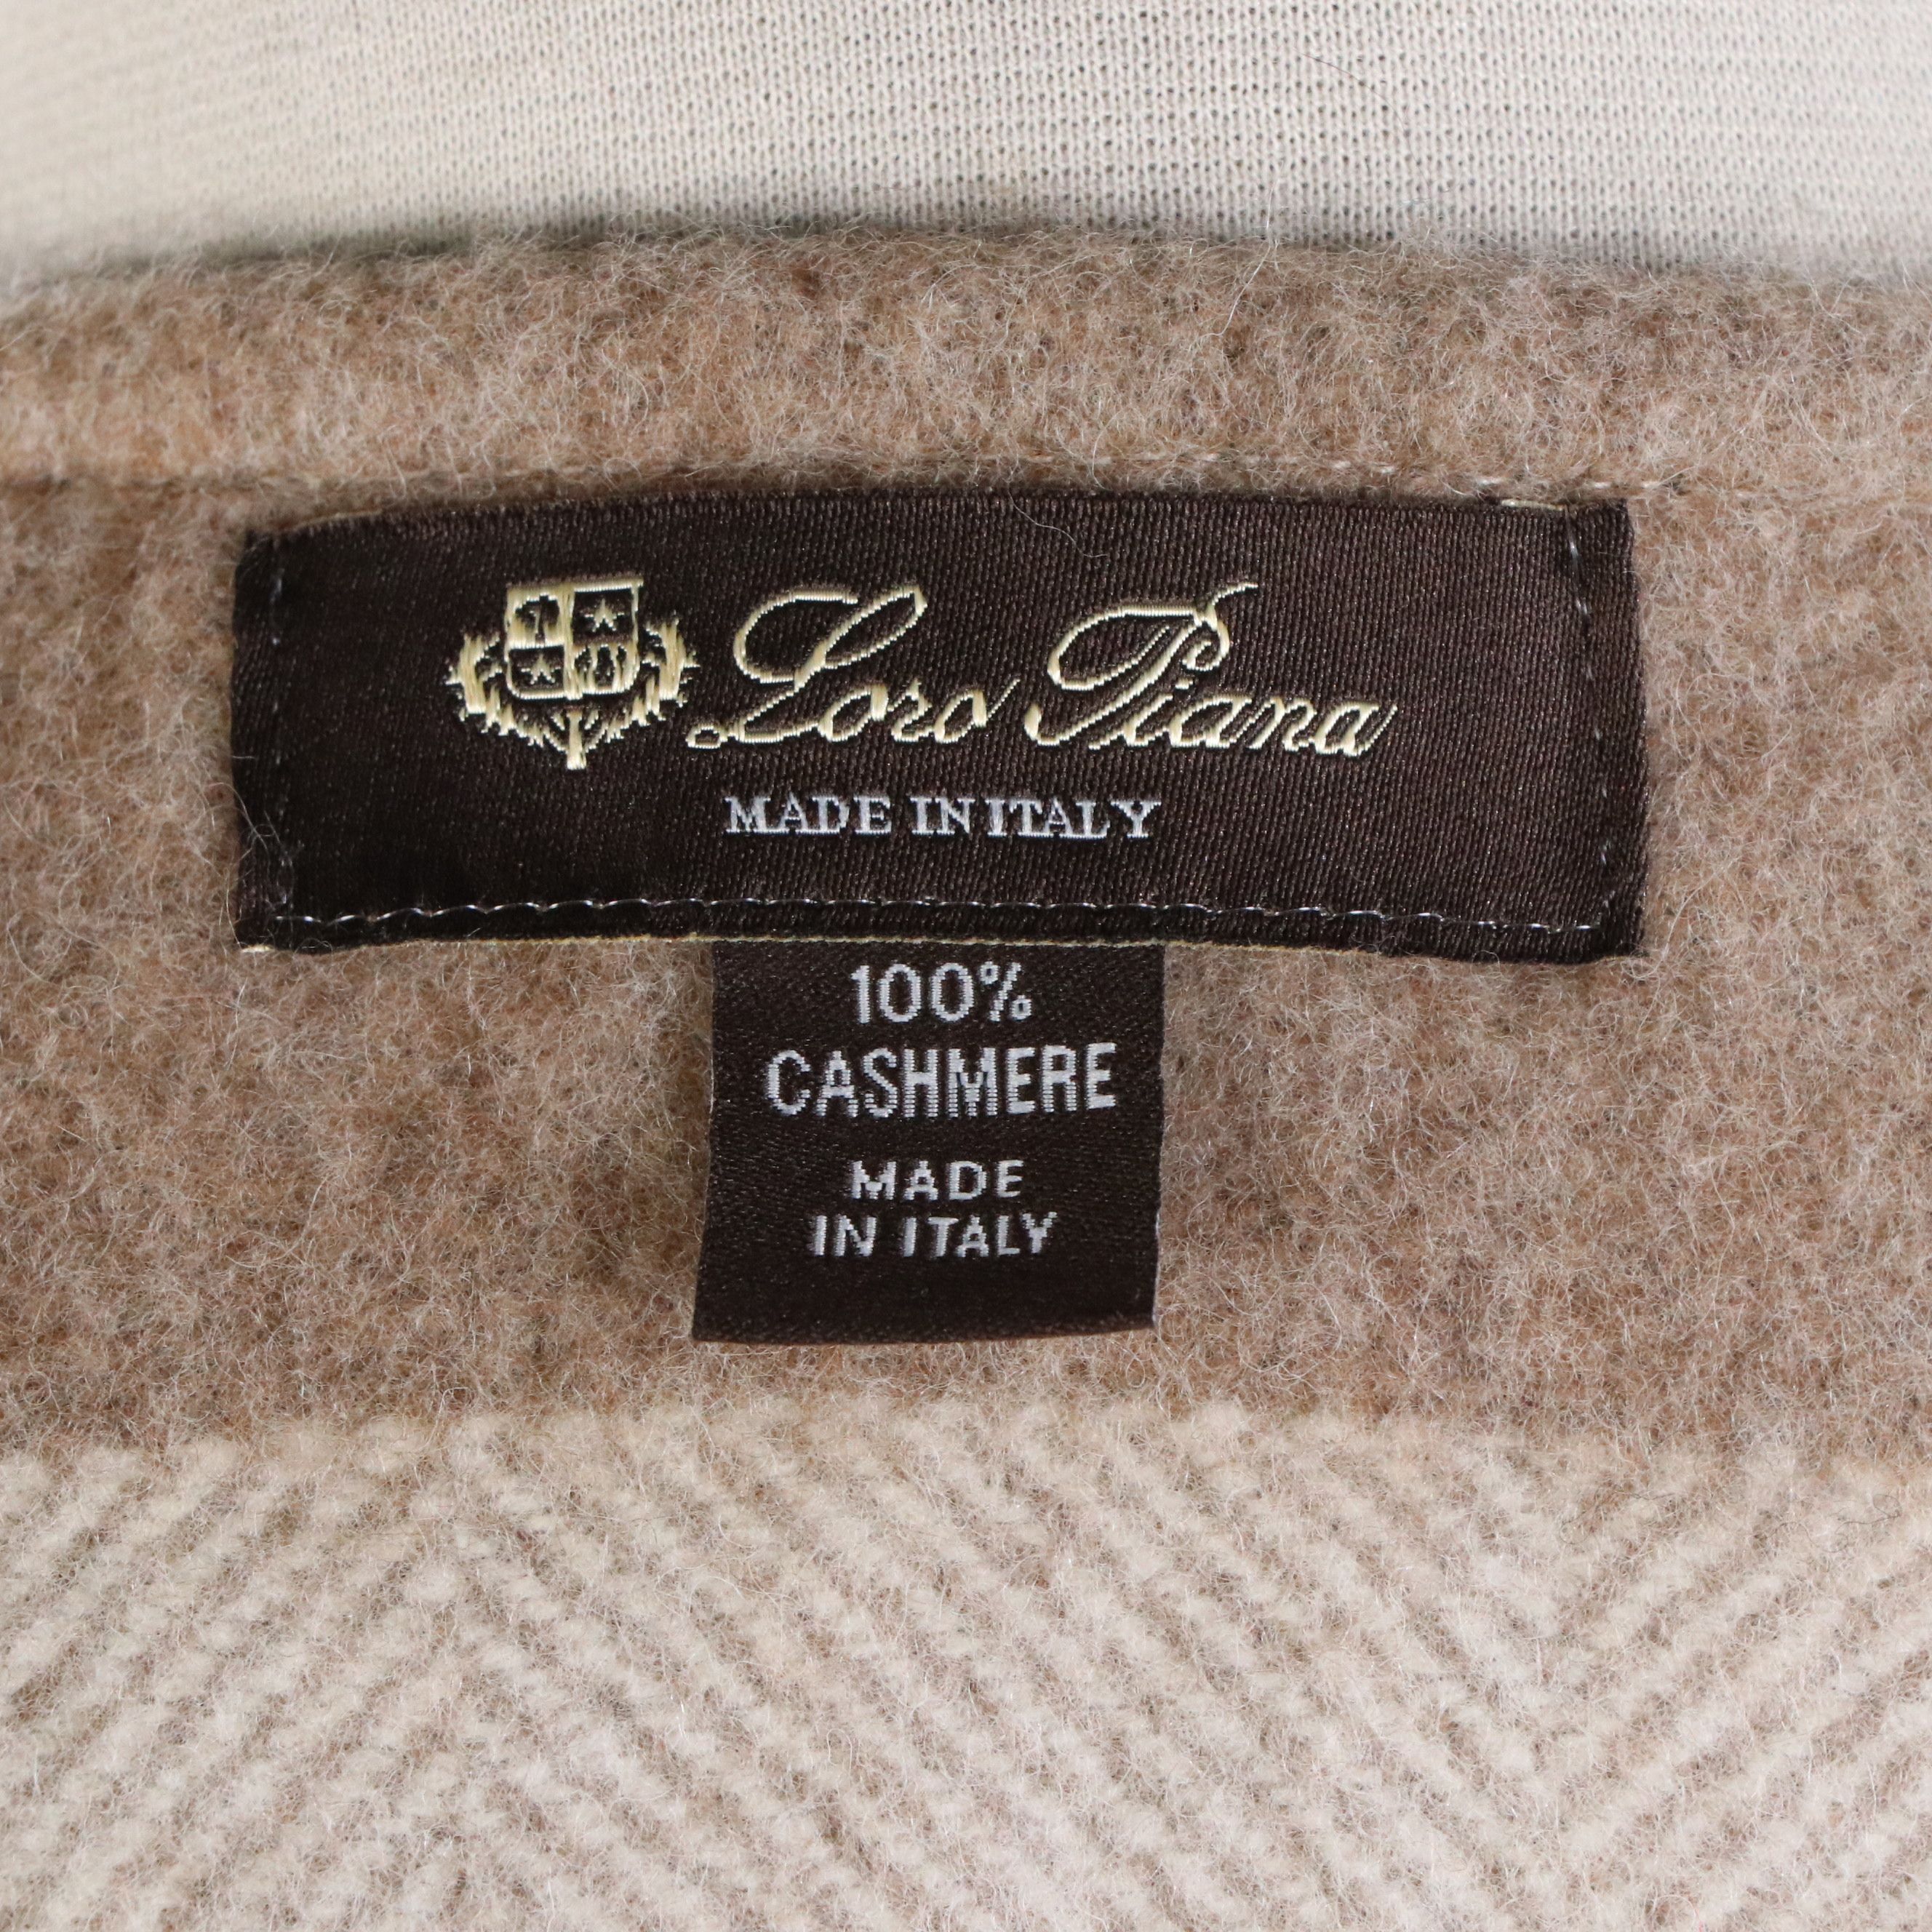 Loro Piana
MADE IN ITALY
100%
CASHMERE
MADE
IN ITALY